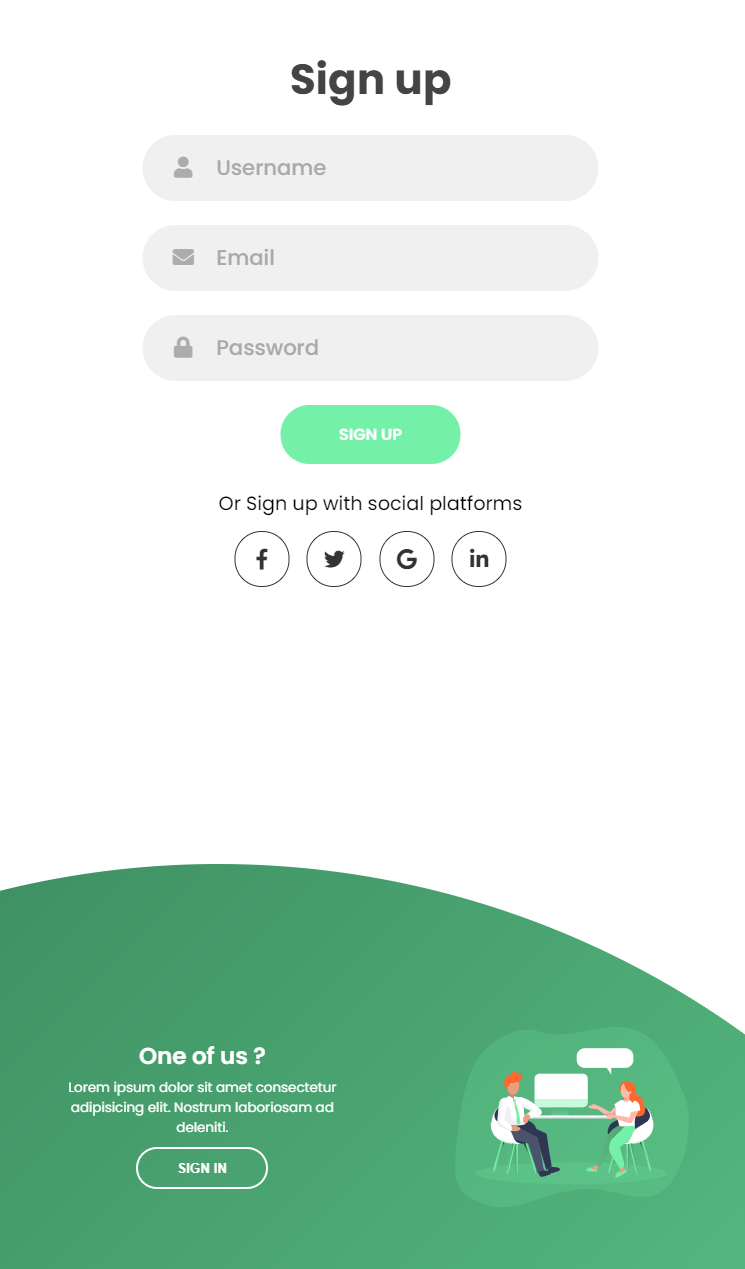 Sign up
Username
Email
Password
SIGN UP
Or Sign up with social platforms
One of us ?
Lorem ipsum dolor sit amet consectetur
adipisicing elit. Nostrum laboriosam ad
deleniti.
SIGN IN